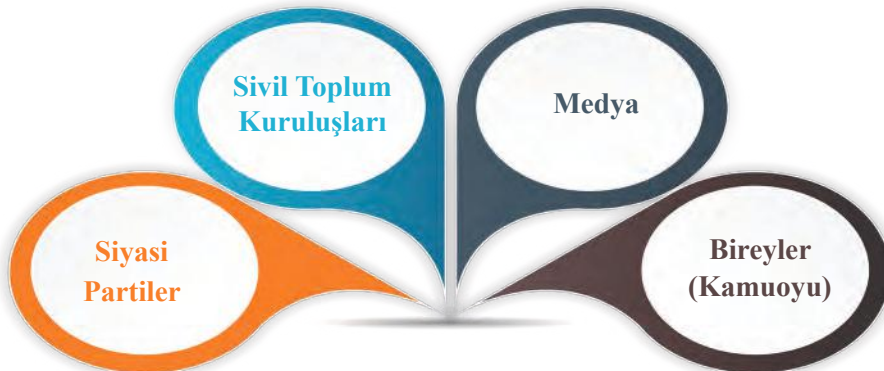 Sivil Toplum
Kuruluşları
Medya
Siyasi
Partiler
Bireyler
(Kamuoyu)